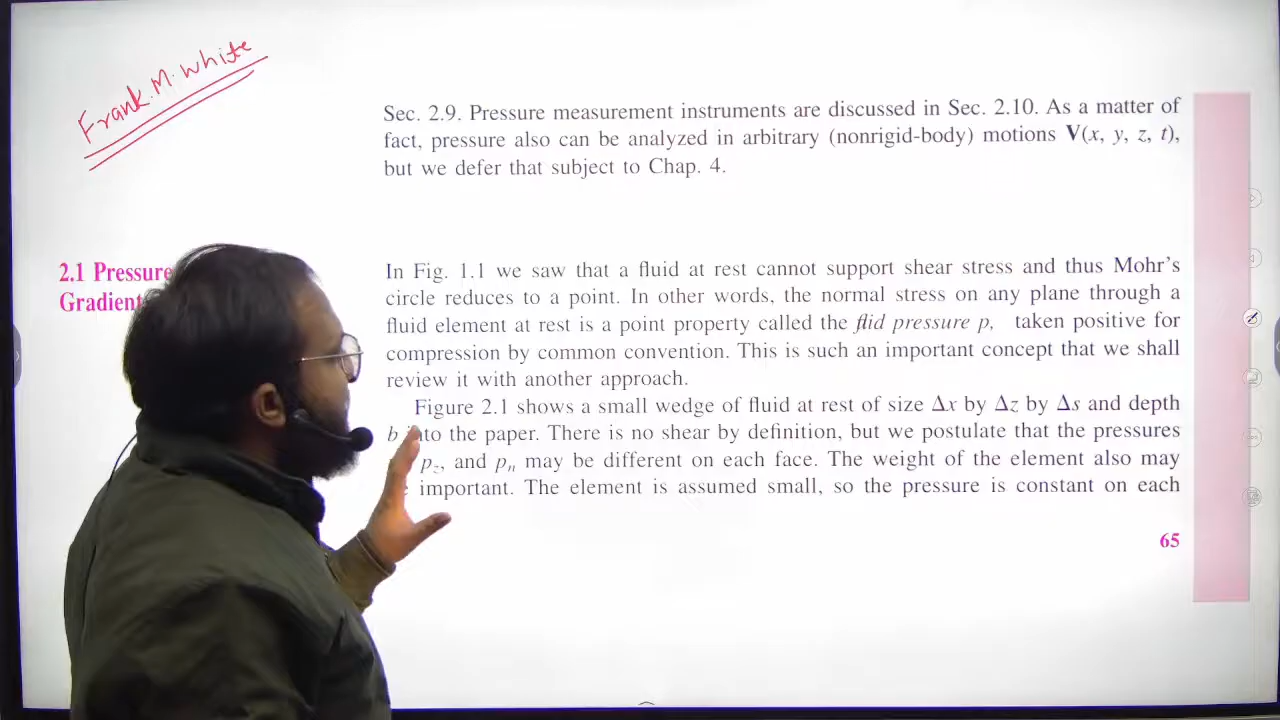 Frank. M. White
Sec. 2.9. Pressure measurement instruments are discussed in Sec. 2.10. As a matter of
fact, pressure also can be analyzed in arbitrary (nonrigid-body) motions V(x, y, z, t),
but we defer that subject to Chap. 4.
2.1 Pressure
Gradient
In Fig. 1.1 we saw that a fluid at rest cannot support shear stress and thus Mohr's
circle reduces to a point. In other words, the normal stress on any plane through a
fluid element at rest is a point property called the flid pressure p, taken positive for
compression by common convention. This is such an important concept that we shall
review it with another approach.
Figure 2.1 shows a small wedge of fluid at rest of size Δx by Δz by Δs and depth
b into the paper. There is no shear by definition, but we postulate that the pressures
p_z, and p_n may be different on each face. The weight of the element also may
important. The element is assumed small, so the pressure is constant on each
65